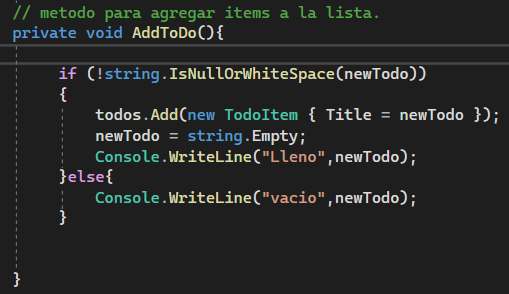 // metodo para agregar items a la lista.
private void AddToDo(){
if (!string.IsNullOrWhiteSpace(newTodo))
{
todos.Add(new TodoItem { Title = newTodo });
newTodo = string.Empty;
Console.WriteLine("Lleno",newTodo);
}else{
Console.WriteLine("vacio",newTodo);
}
}